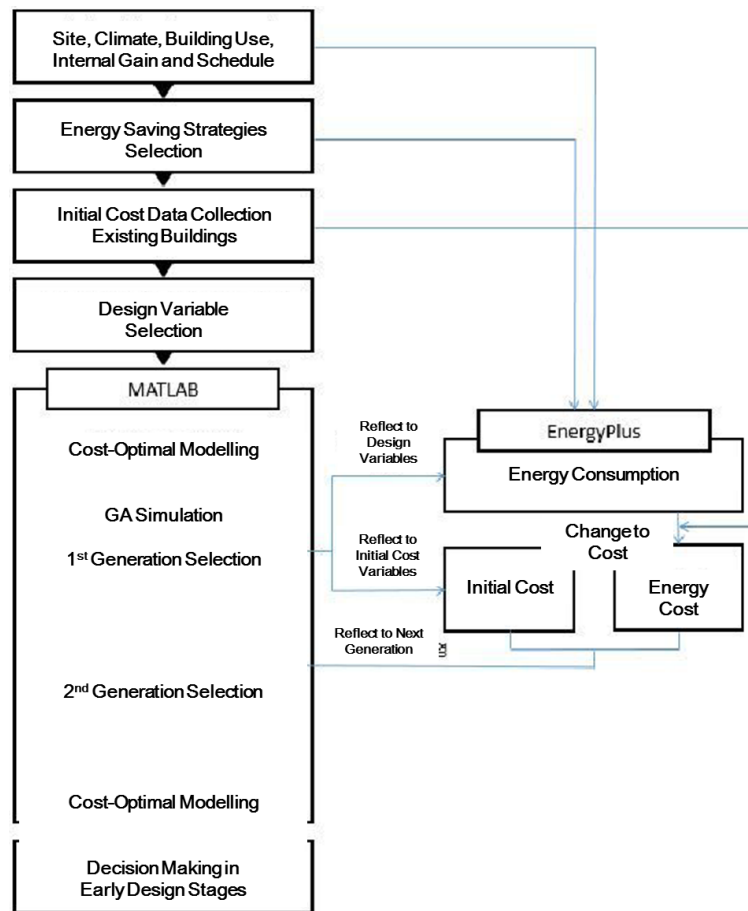 Site, Climate, Building Use,
Internal Gain and Schedule
Energy Saving Strategies
Selection
Initial Cost Data Collection
Existing Buildings
Design Variable
Selection
MATLAB
Cost-Optimal Modelling
GA Simulation
1st Generation Selection
2nd Generation Selection
Cost-Optimal Modelling
Decision Making in
Early Design Stages
Reflect to
Design
Variables
Reflect to
Initial Cost
Variables
Reflect to Next
Generation
EnergyPlus
Energy Consumption
Change to
Cost
Initial Cost
Energy
Cost